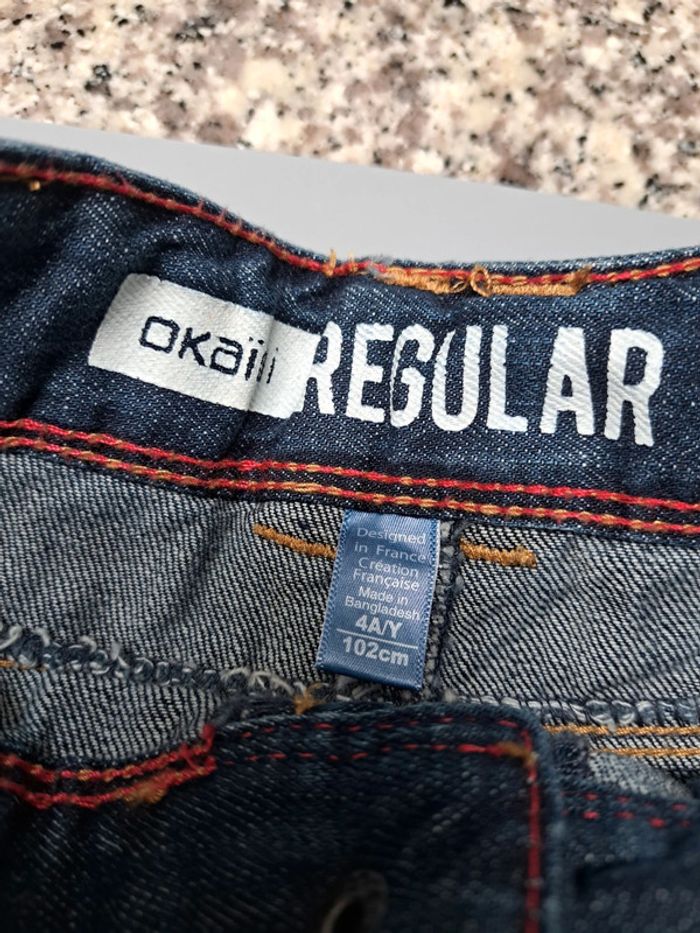 okaïdi REGULAR
Designed
in France
Création
Française
Made in
Bangladesh
4A/Y
102cm